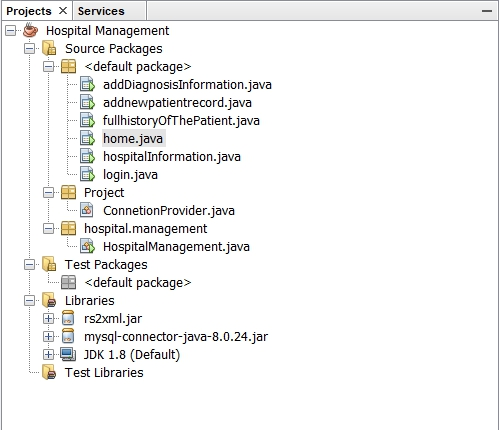 Projects × Services
Hospital Management
Source Packages
<default package>
addDiagnosisInformation.java
addnewpatientrecord.java
fullhistoryOfThePatient.java
home.java
hospitalInformation.java
login.java
Project
ConnetionProvider.java
hospital.management
HospitalManagement.java
Test Packages
<default package>
Libraries
rs2xml.jar
mysql-connector-java-8.0.24.jar
JDK 1.8 (Default)
Test Libraries